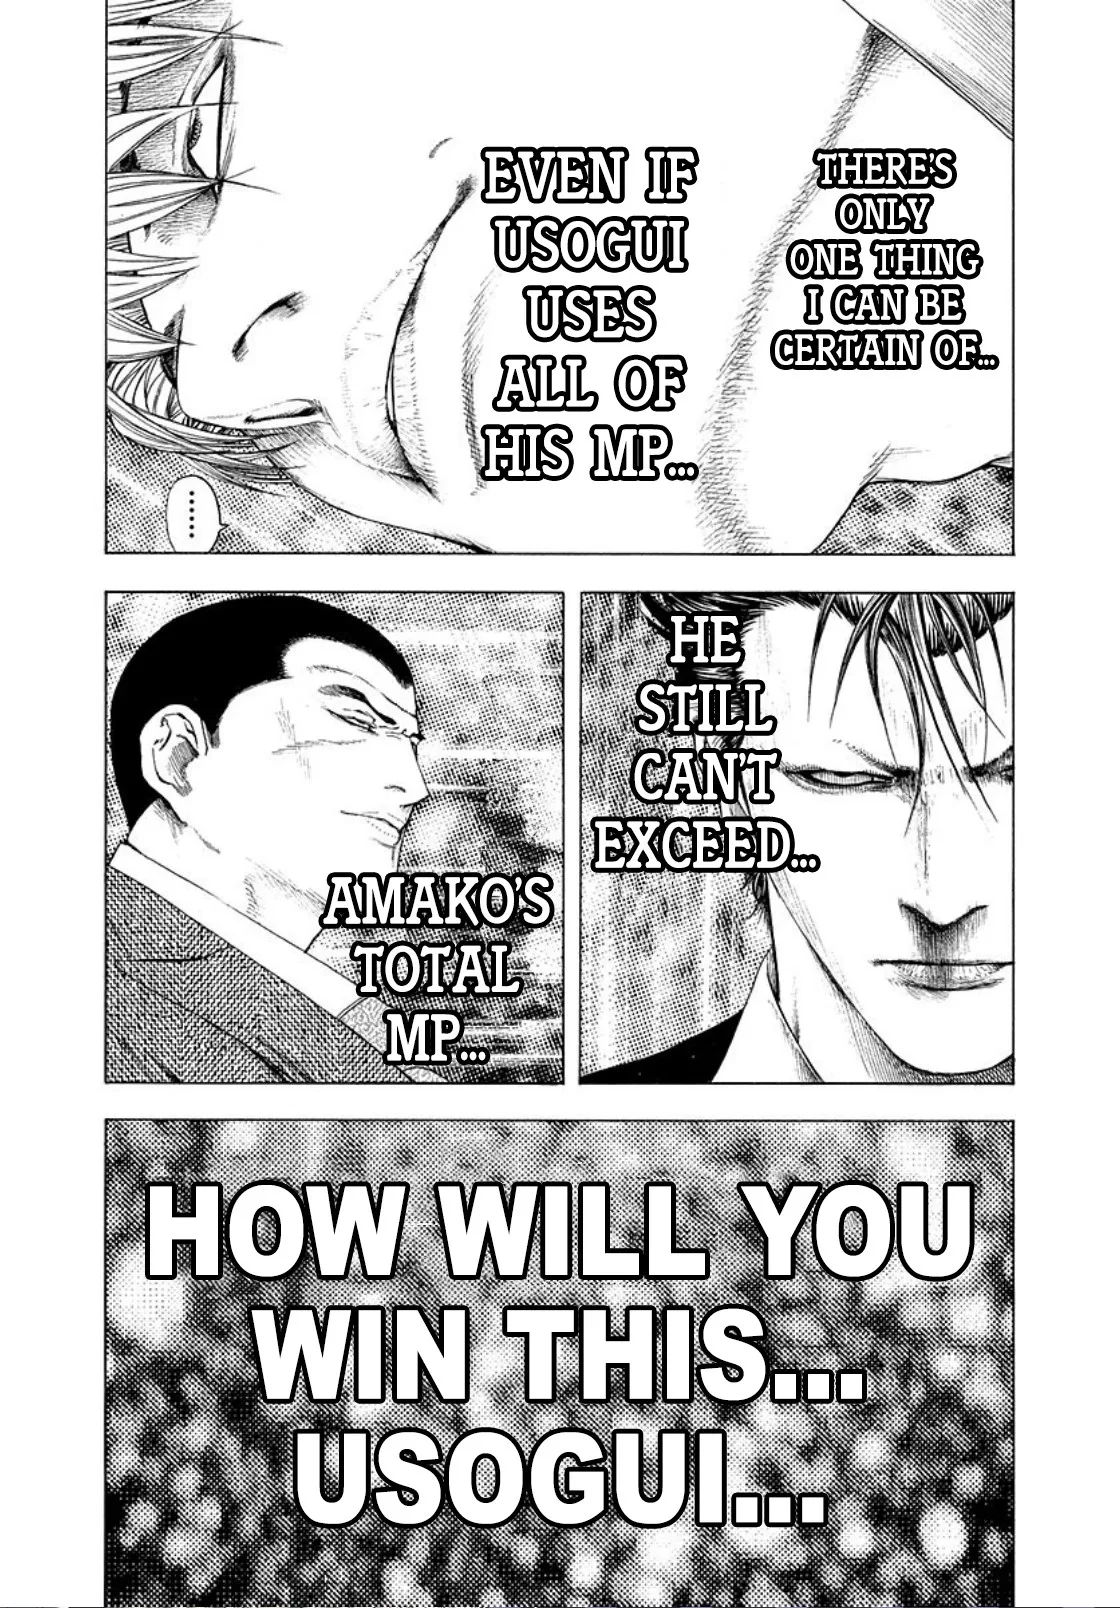 THERE'S
ONLY
ONE THING
I CAN BE
CERTAIN OF...
EVEN IF
USOGUI
USES
ALL OF
HIS MP...
......
HE
STILL
CAN'T
EXCEED...
AMAKO'S
TOTAL
MP...
HOW WILL YOU
WIN THIS...
USOGUI...